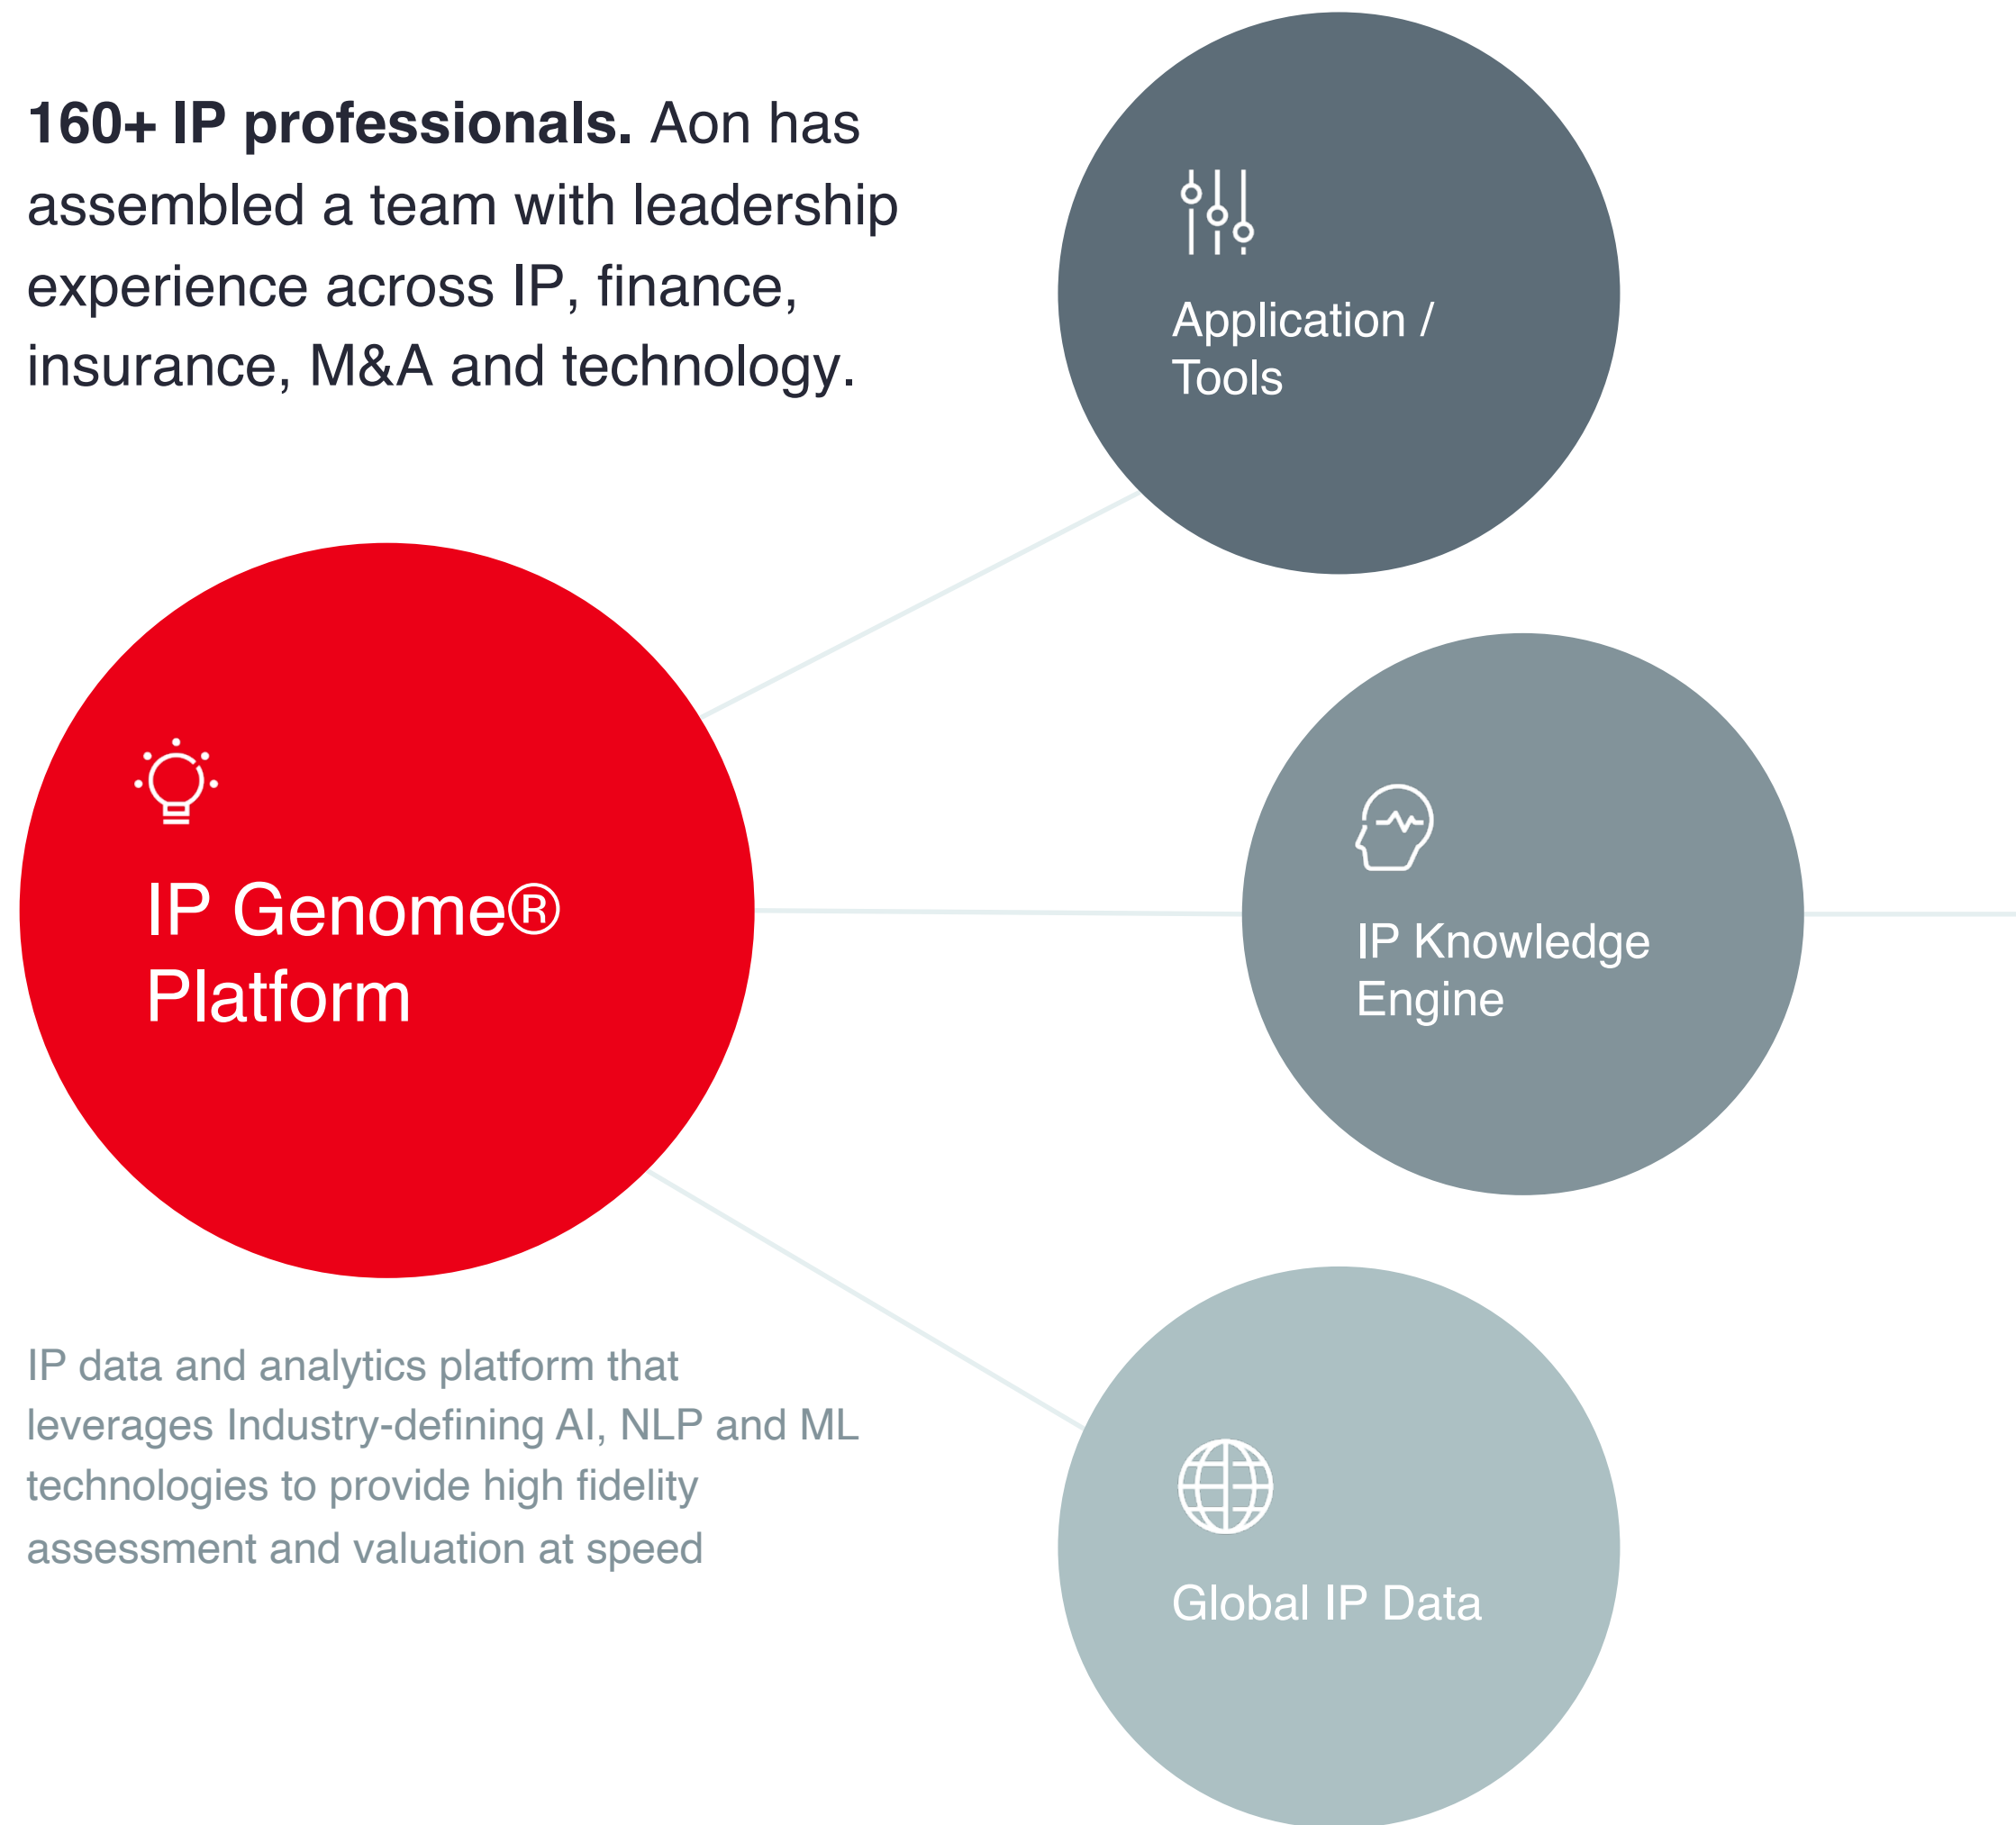 160+ IP professionals. Aon has
assembled a team with leadership
experience across IP, finance,
insurance, M&A and technology.
Application /
Tools
IP Genome®
Platform
IP Knowledge
Engine
IP data and analytics platform that
leverages Industry-defining AI, NLP and ML
technologies to provide high fidelity
assessment and valuation at speed
Global IP Data